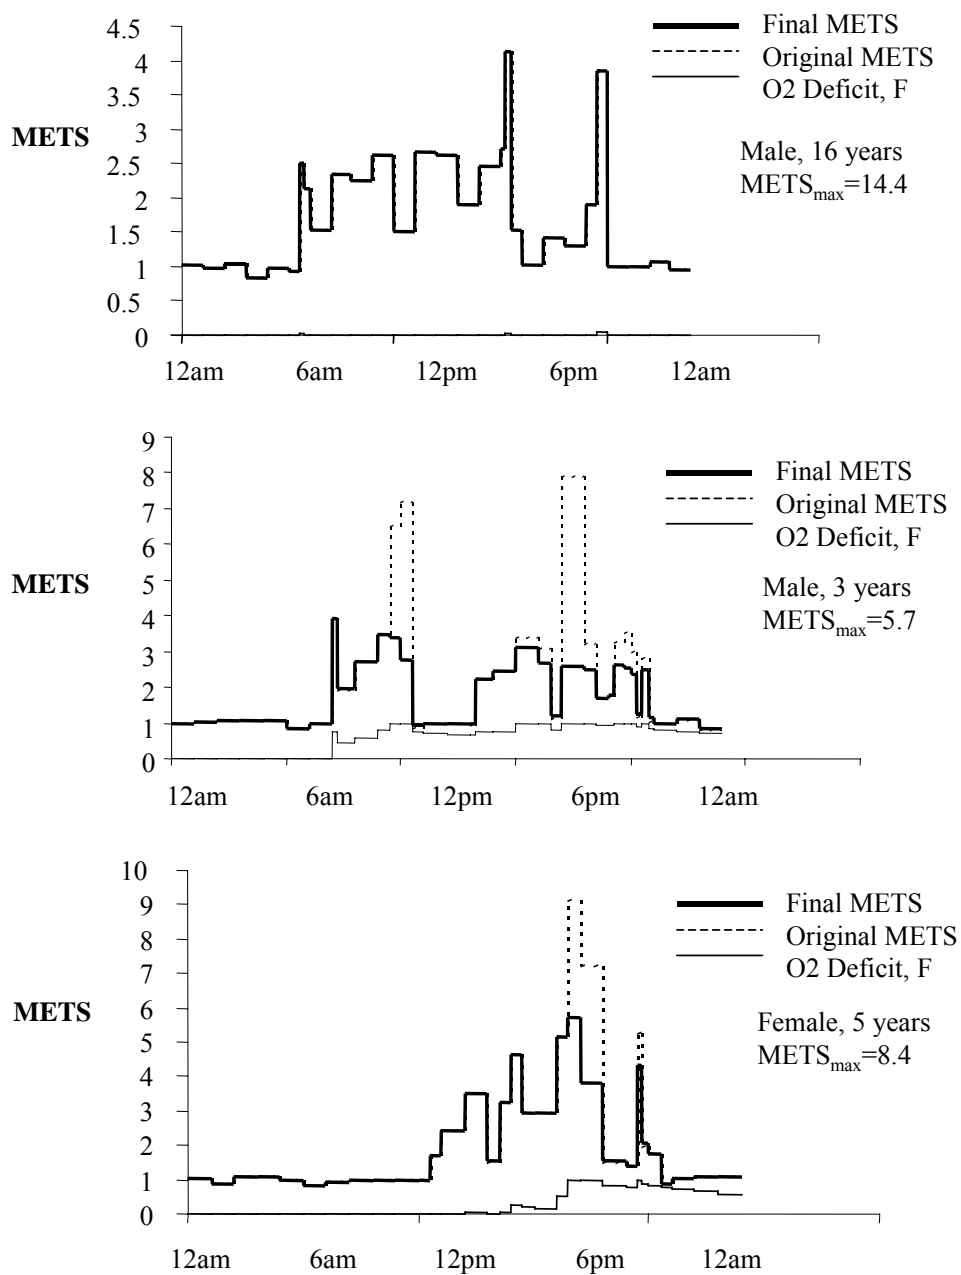 4.5
4
3.5
3
2.5
2
1.5
1
0.5
0
METS
Final METS
Original METS
O2 Deficit, F
Male, 16 years
METSmax=14.4
12am 6am 12pm 6pm 12am
9
8
7
6
5
4
3
2
1
0
METS
Final METS
Original METS
O2 Deficit, F
Male, 3 years
METSmax=5.7
12am 6am 12pm 6pm 12am
10
9
8
7
6
5
4
3
2
1
0
METS
Final METS
Original METS
O2 Deficit, F
Female, 5 years
METSmax=8.4
12am 6am 12pm 6pm 12am